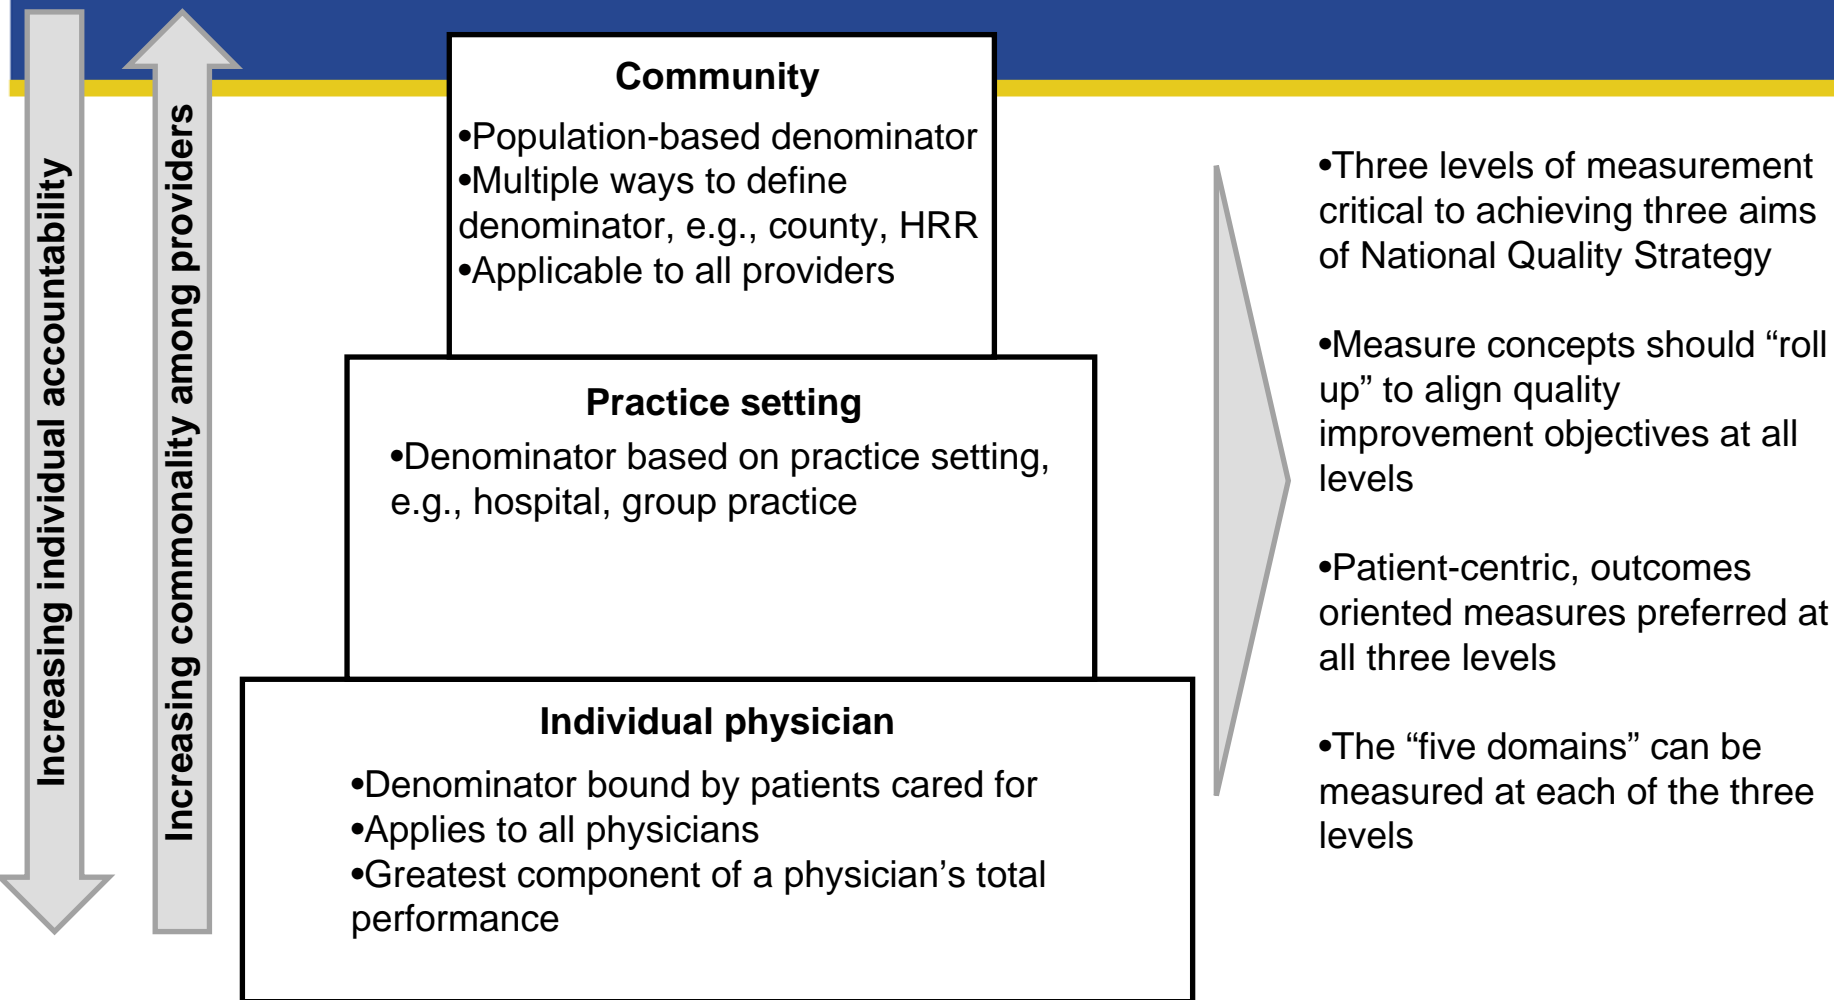 Increasing individual accountability
Increasing commonality among providers
Community
•Population-based denominator
•Multiple ways to define
denominator, e.g., county, HRR
•Applicable to all providers
Practice setting
•Denominator based on practice setting,
e.g., hospital, group practice
Individual physician
•Denominator bound by patients cared for
•Applies to all physicians
•Greatest component of a physician’s total
performance
•Three levels of measurement
critical to achieving three aims
of National Quality Strategy
•Measure concepts should “roll
up” to align quality
improvement objectives at all
levels
•Patient-centric, outcomes
oriented measures preferred at
all three levels
•The “five domains” can be
measured at each of the three
levels